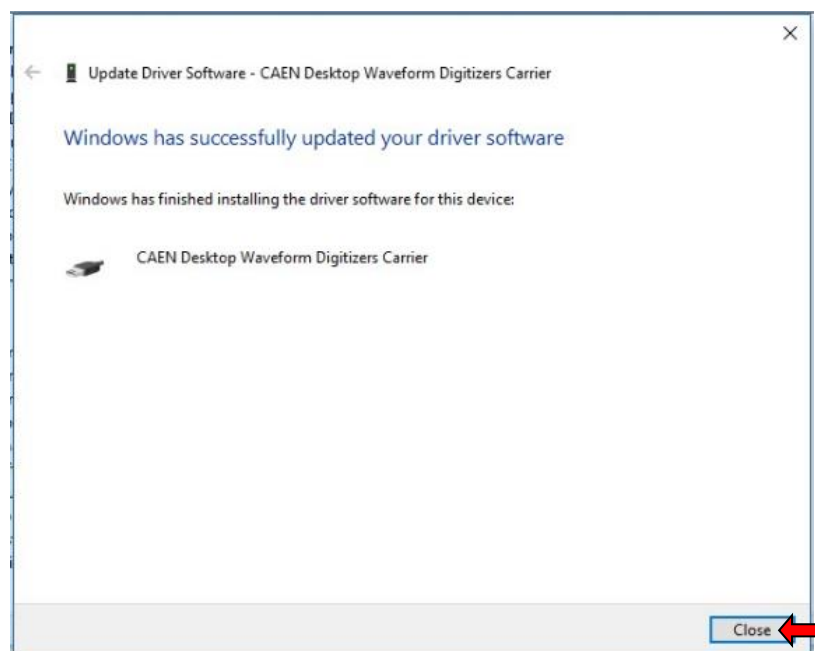 Update Driver Software - CAEN Desktop Waveform Digitizers Carrier
Windows has successfully updated your driver software
Windows has finished installing the driver software for this device:
CAEN Desktop Waveform Digitizers Carrier
Close